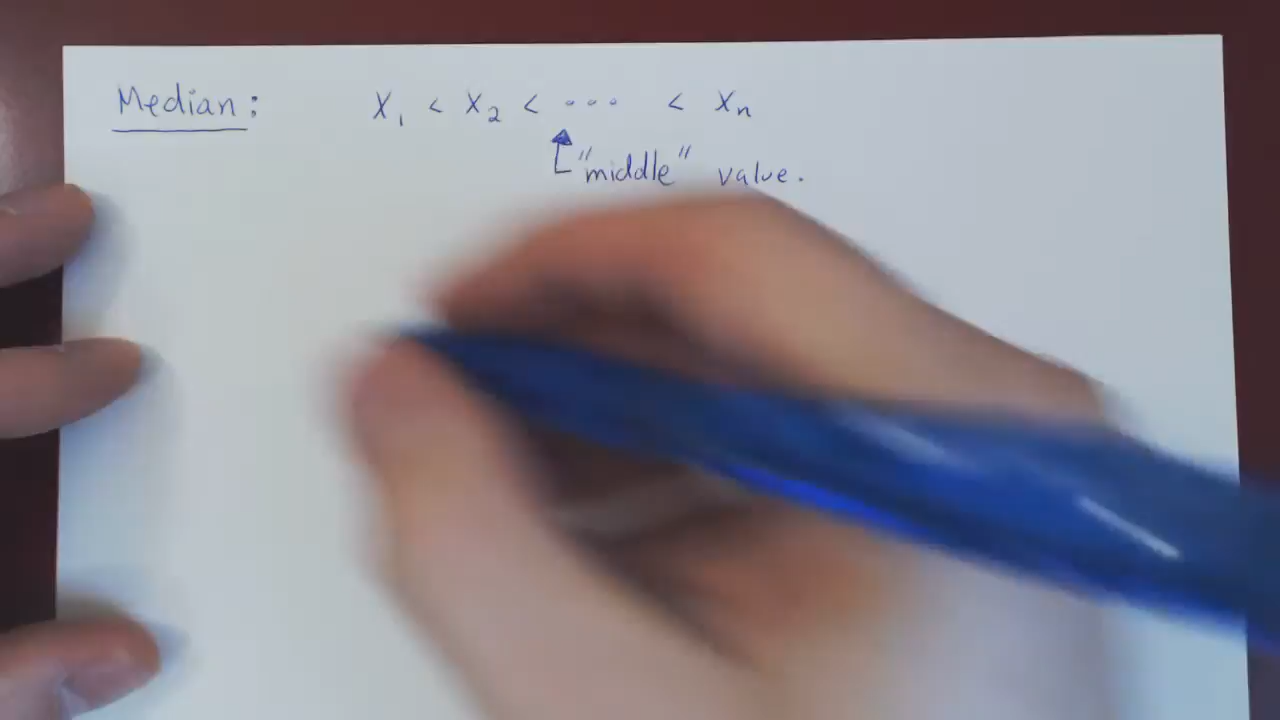 Median: X₁ < X₂ < ... < Xₙ
"middle" value.